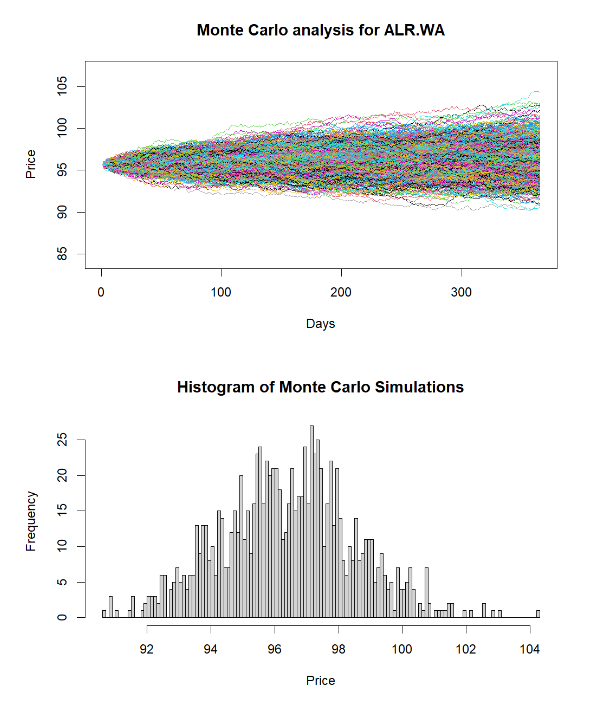 Monte Carlo analysis for ALR.WA
105
100
95
90
85
Price
0 100 200 300
Days
Histogram of Monte Carlo Simulations
25
20
15
10
5
0
Frequency
92 94 96 98 100 102 104
Price